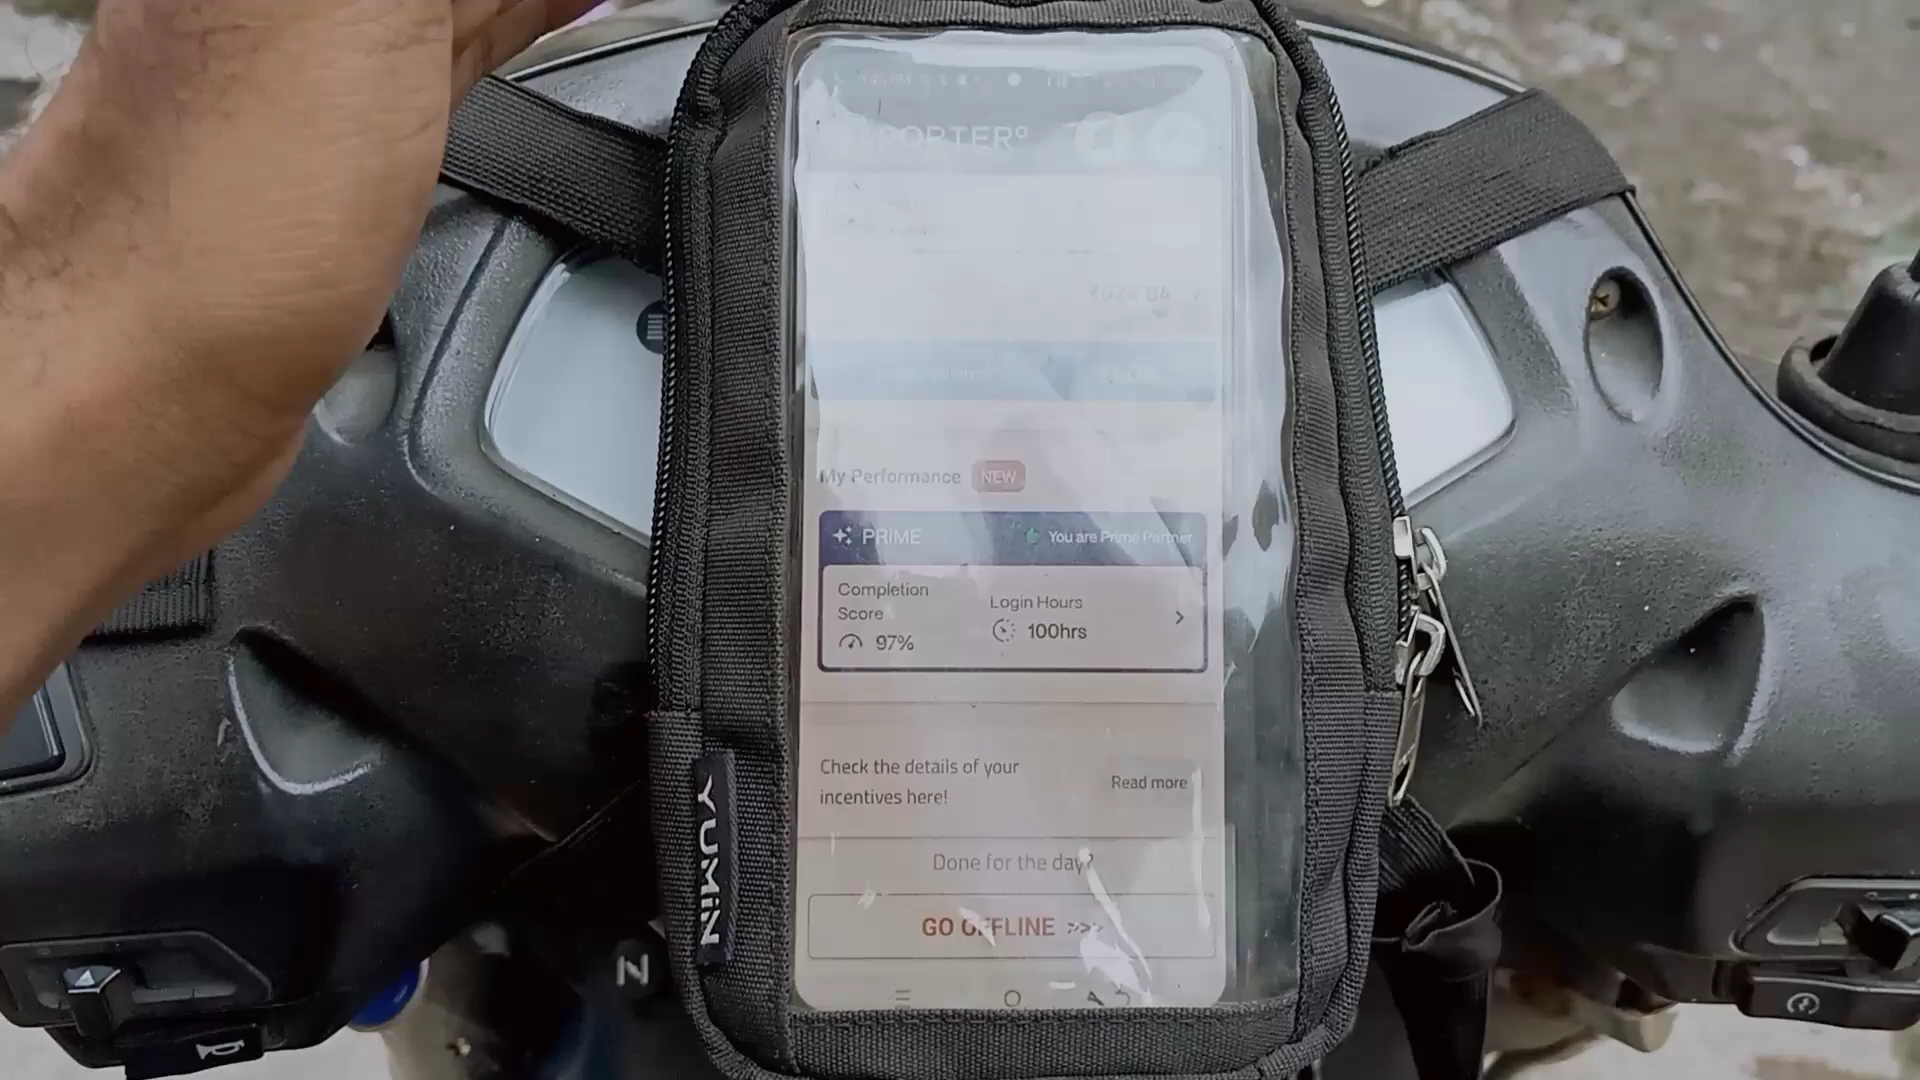 PORTER
My Performance NEW
PRIME You are Prime Partner
Completion
Score
97%
Login Hours
100hrs
Check the details of your
incentives here!
Read more
Done for the day?
GO OFFLINE >>>
YUMiN
N